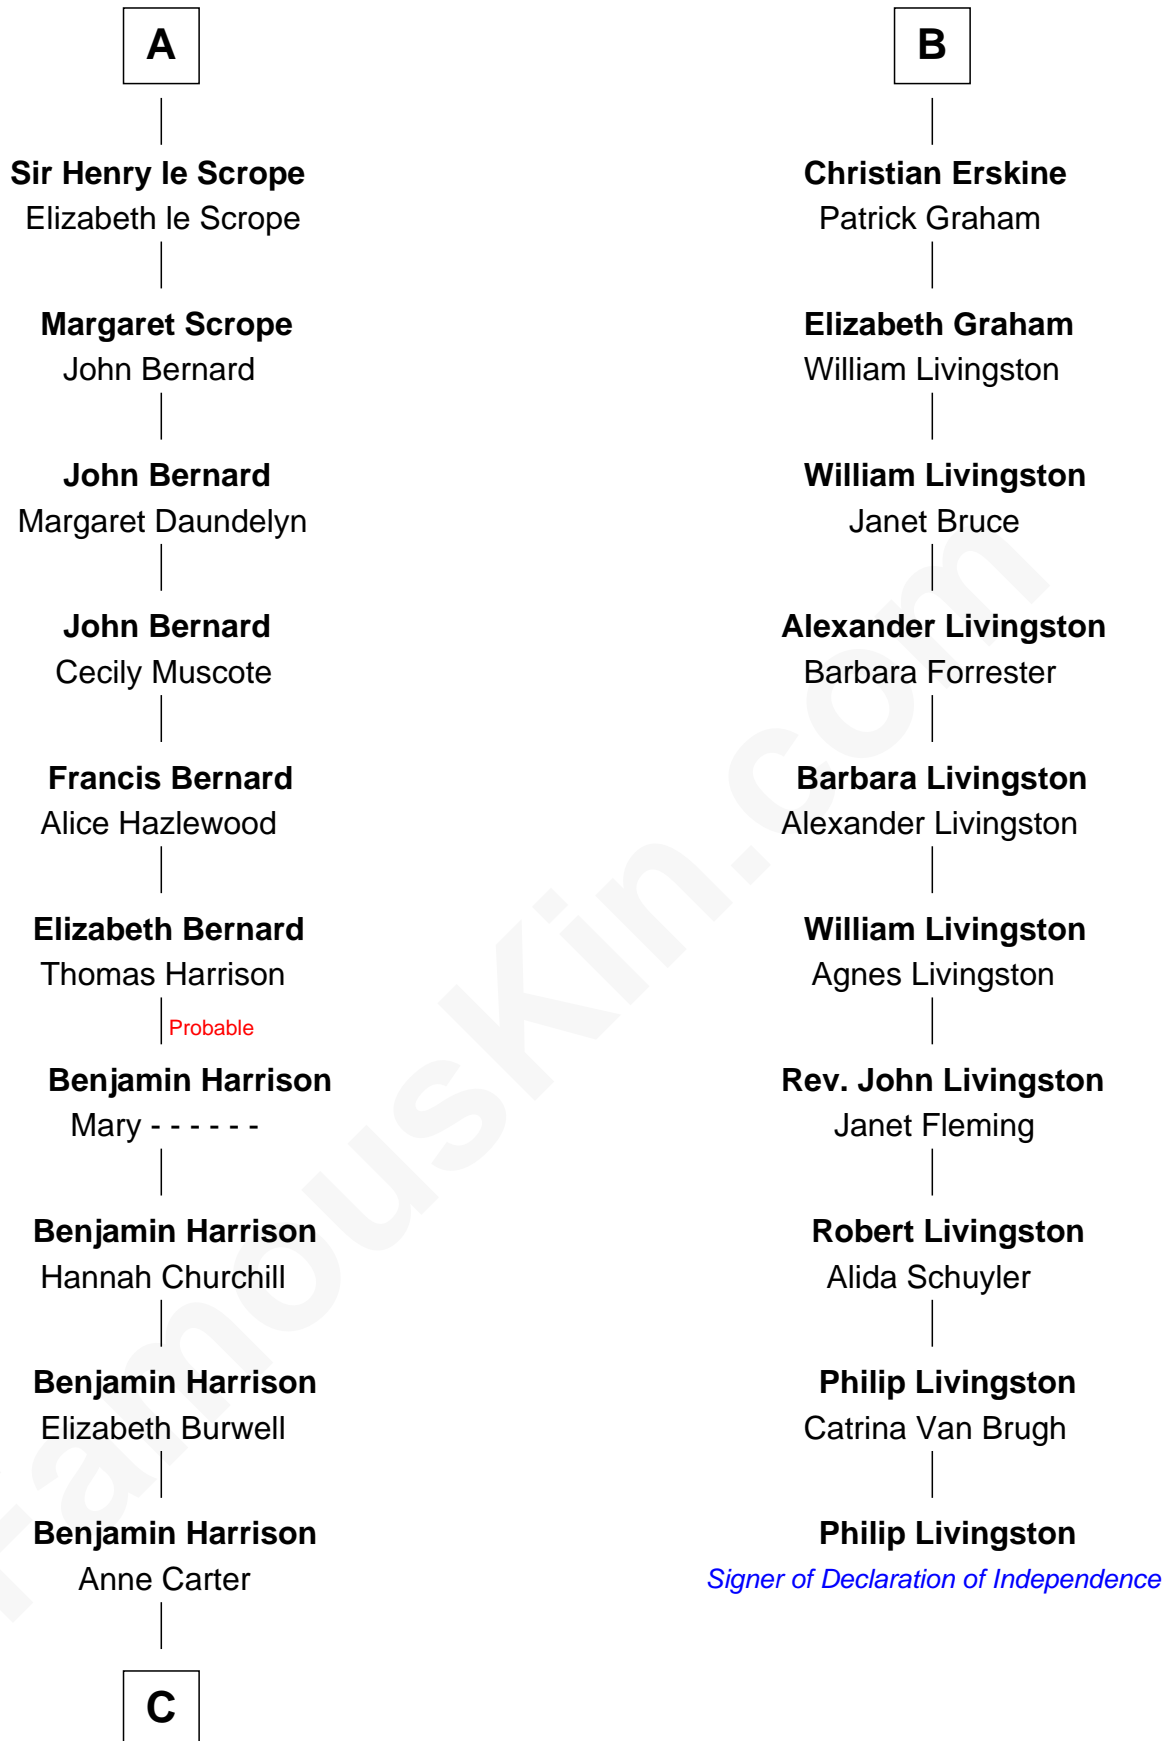 A
Sir Henry le Scrope
Elizabeth le Scrope
Margaret Scrope
John Bernard
John Bernard
Margaret Daundelyn
John Bernard
Cecily Muscote
Francis Bernard
Alice Hazlewood
Elizabeth Bernard
Thomas Harrison
Probable
Benjamin Harrison
Mary - - - - - -
Benjamin Harrison
Hannah Churchill
Benjamin Harrison
Elizabeth Burwell
Benjamin Harrison
Anne Carter
C
B
Christian Erskine
Patrick Graham
Elizabeth Graham
William Livingston
William Livingston
Janet Bruce
Alexander Livingston
Barbara Forrester
Barbara Livingston
Alexander Livingston
William Livingston
Agnes Livingston
Rev. John Livingston
Janet Fleming
Robert Livingston
Alida Schuyler
Philip Livingston
Catrina Van Brugh
Philip Livingston
Signer of Declaration of Independence
FamousKin.com